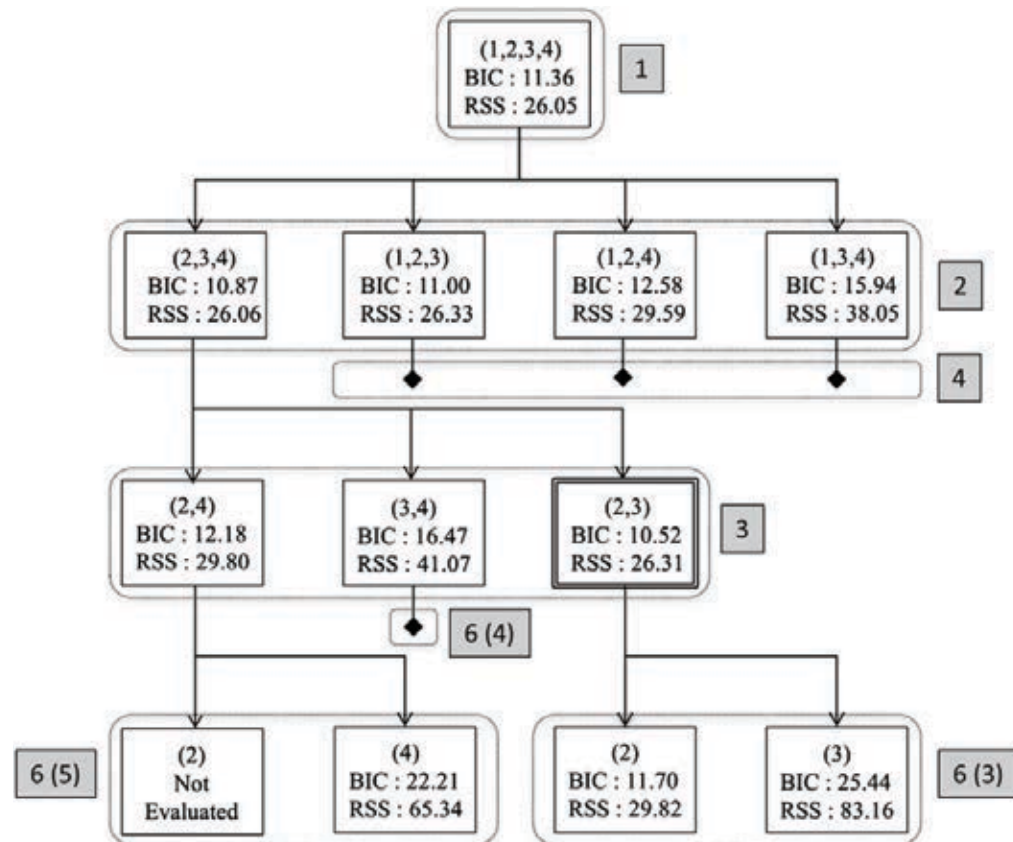 (1,2,3,4)
BIC : 11.36
RSS : 26.05
1
(2,3,4)
BIC : 10.87
RSS : 26.06
(1,2,3)
BIC : 11.00
RSS : 26.33
(1,2,4)
BIC : 12.58
RSS : 29.59
(1,3,4)
BIC : 15.94
RSS : 38.05
2
4
(2,4)
BIC : 12.18
RSS : 29.80
(3,4)
BIC : 16.47
RSS : 41.07
(2,3)
BIC : 10.52
RSS : 26.31
3
6 (4)
6 (5)
(2)
Not
Evaluated
(4)
BIC : 22.21
RSS : 65.34
(2)
BIC : 11.70
RSS : 29.82
(3)
BIC : 25.44
RSS : 83.16
6 (3)